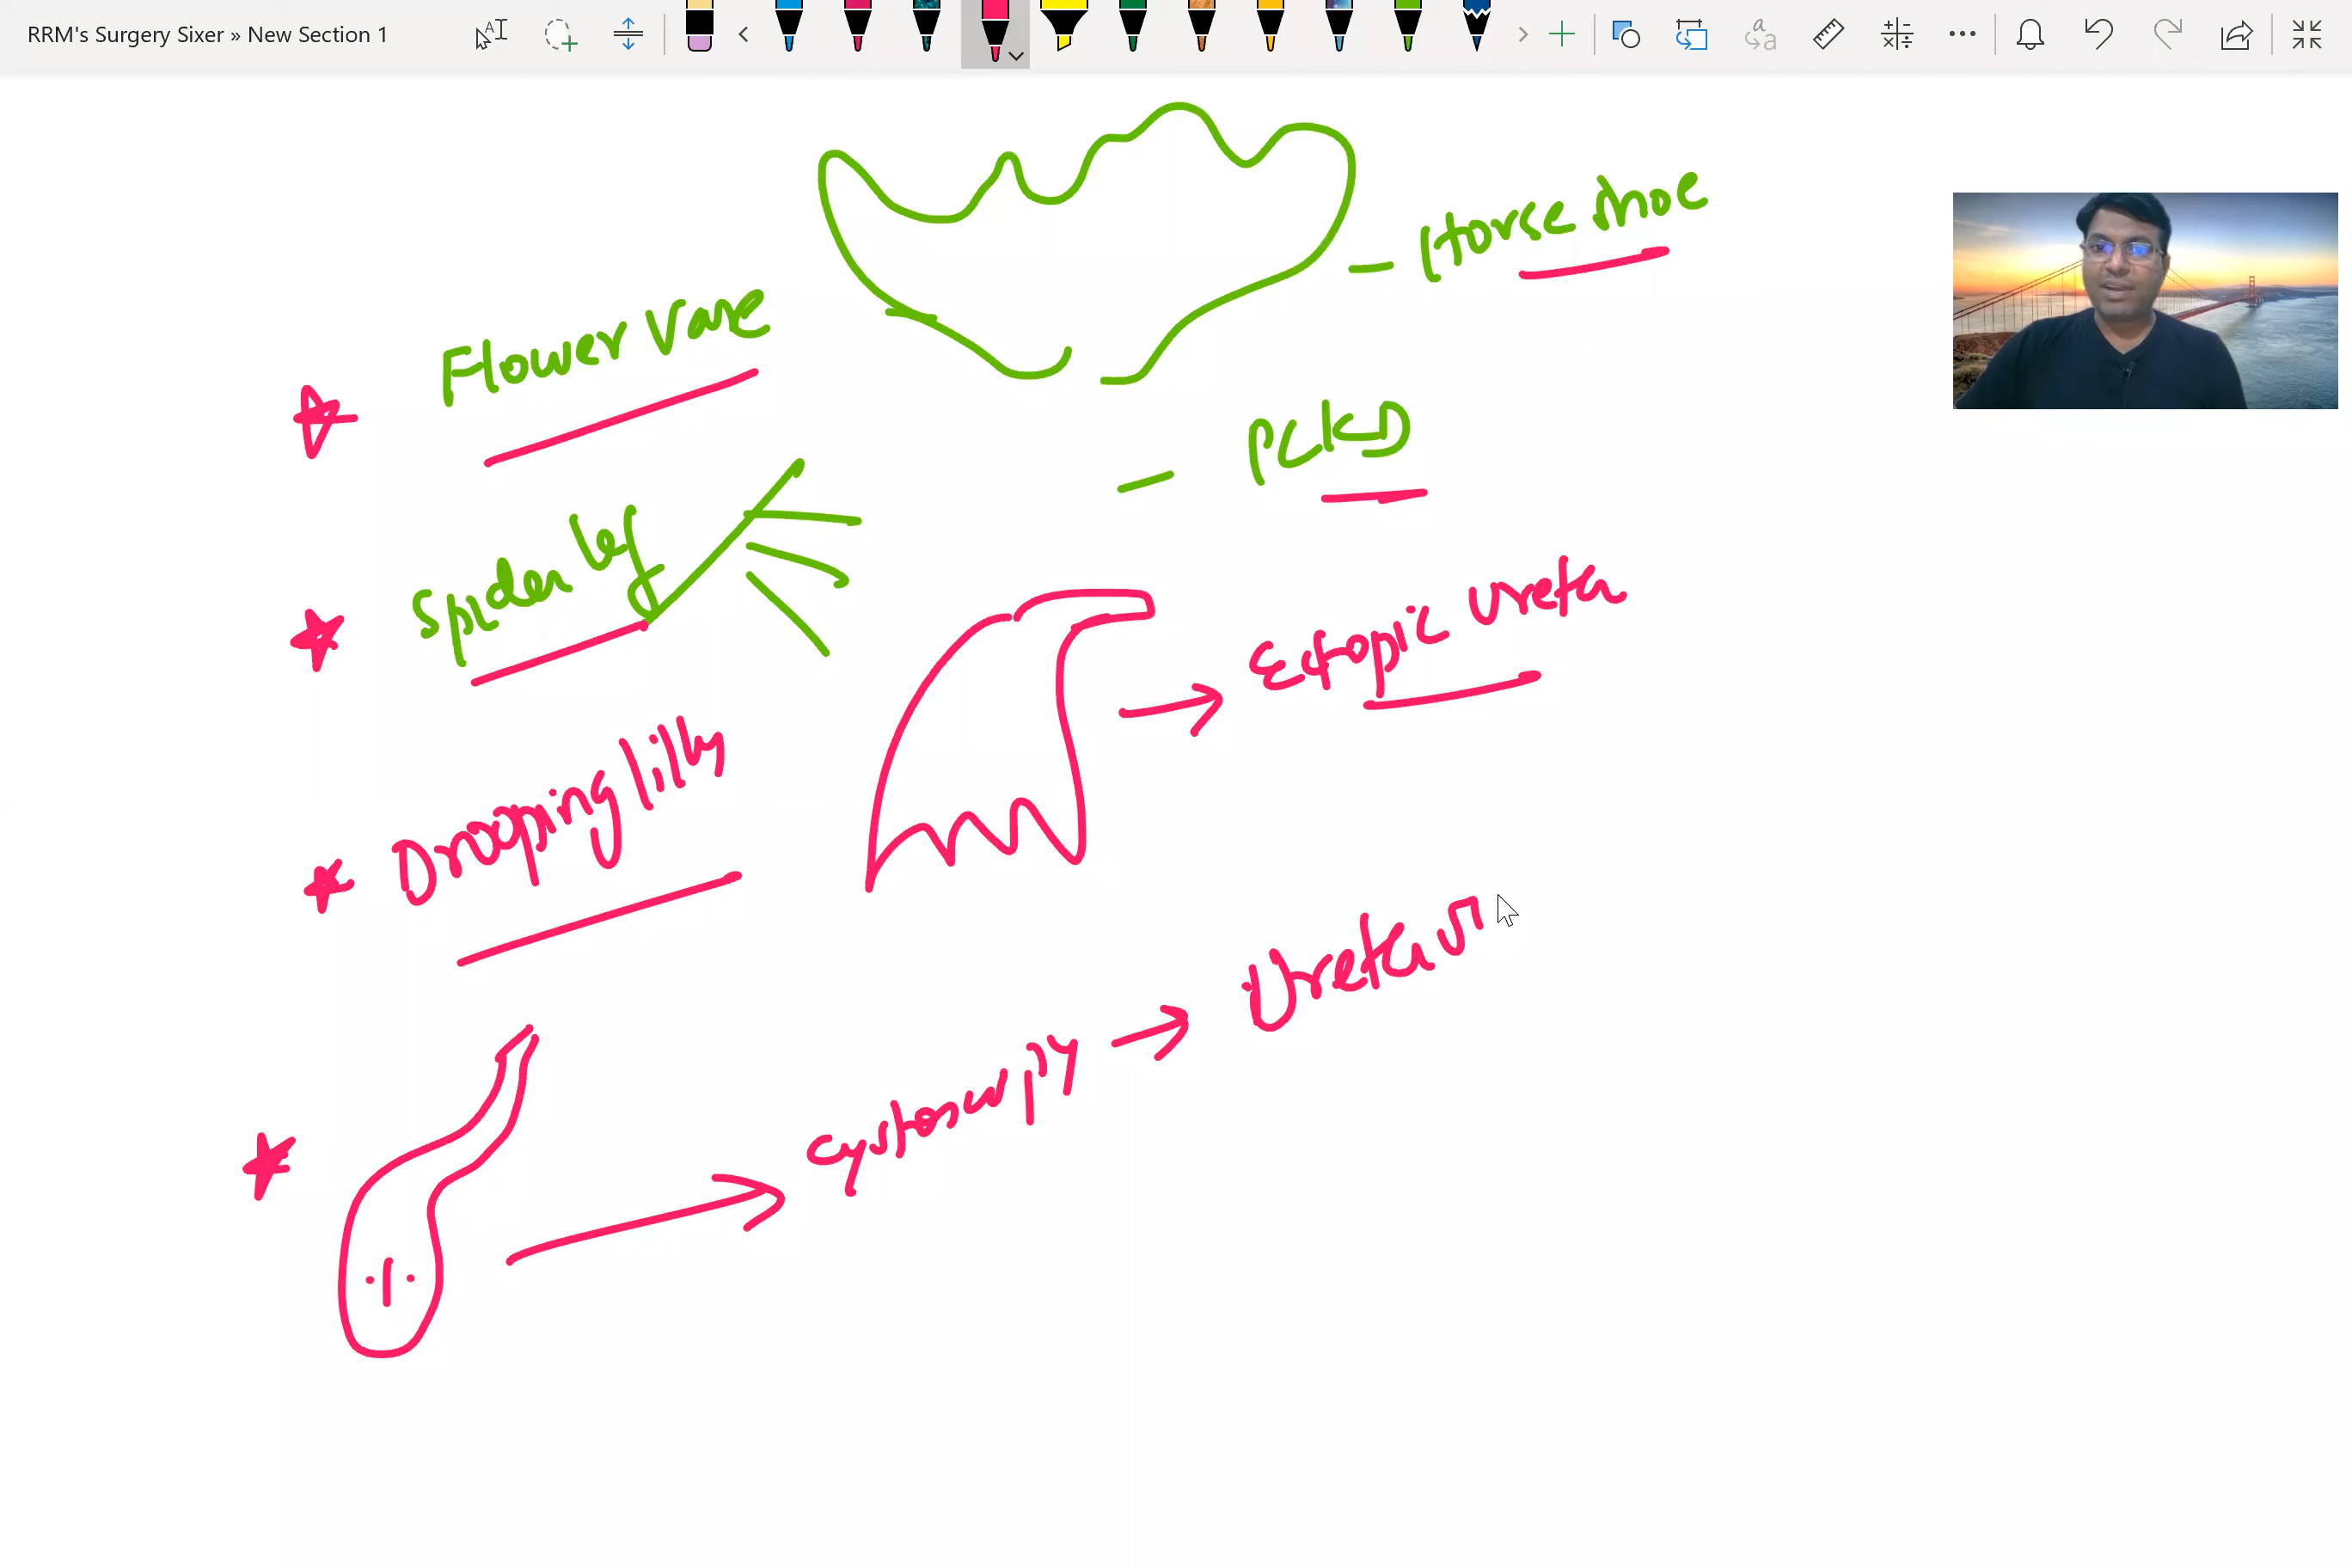 RRM's Surgery Sixer » New Section 1
Horse shoe
Flower Vase
PCKD
Spider leg
Ectopic Ureter
Drooping lilly
Cystoscopy → Ureter